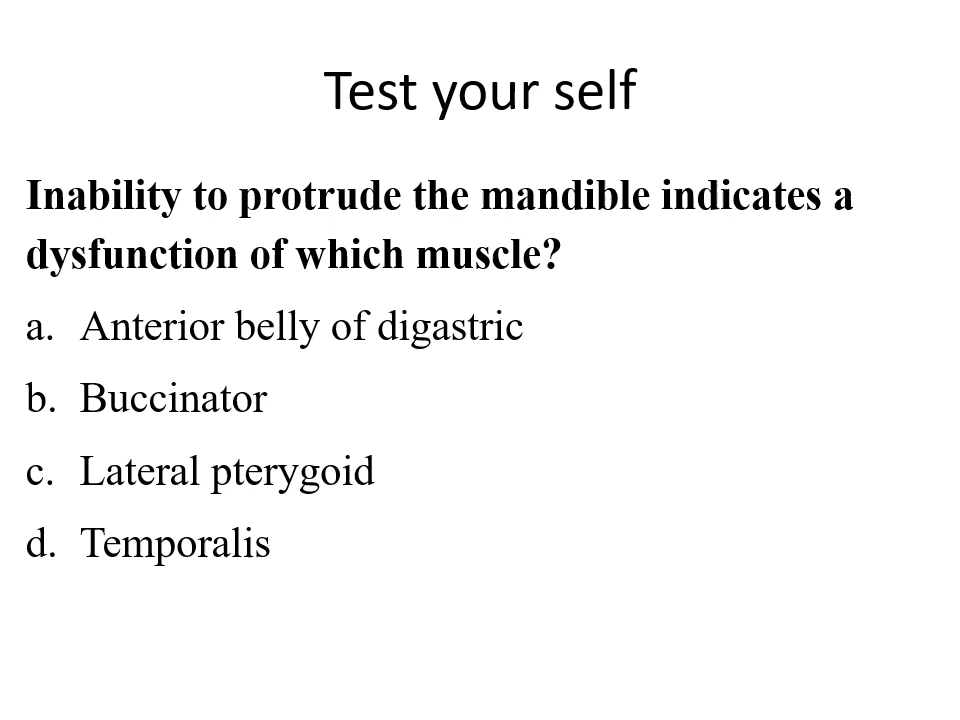 Test your self
Inability to protrude the mandible indicates a
dysfunction of which muscle?
a. Anterior belly of digastric
b. Buccinator
c. Lateral pterygoid
d. Temporalis